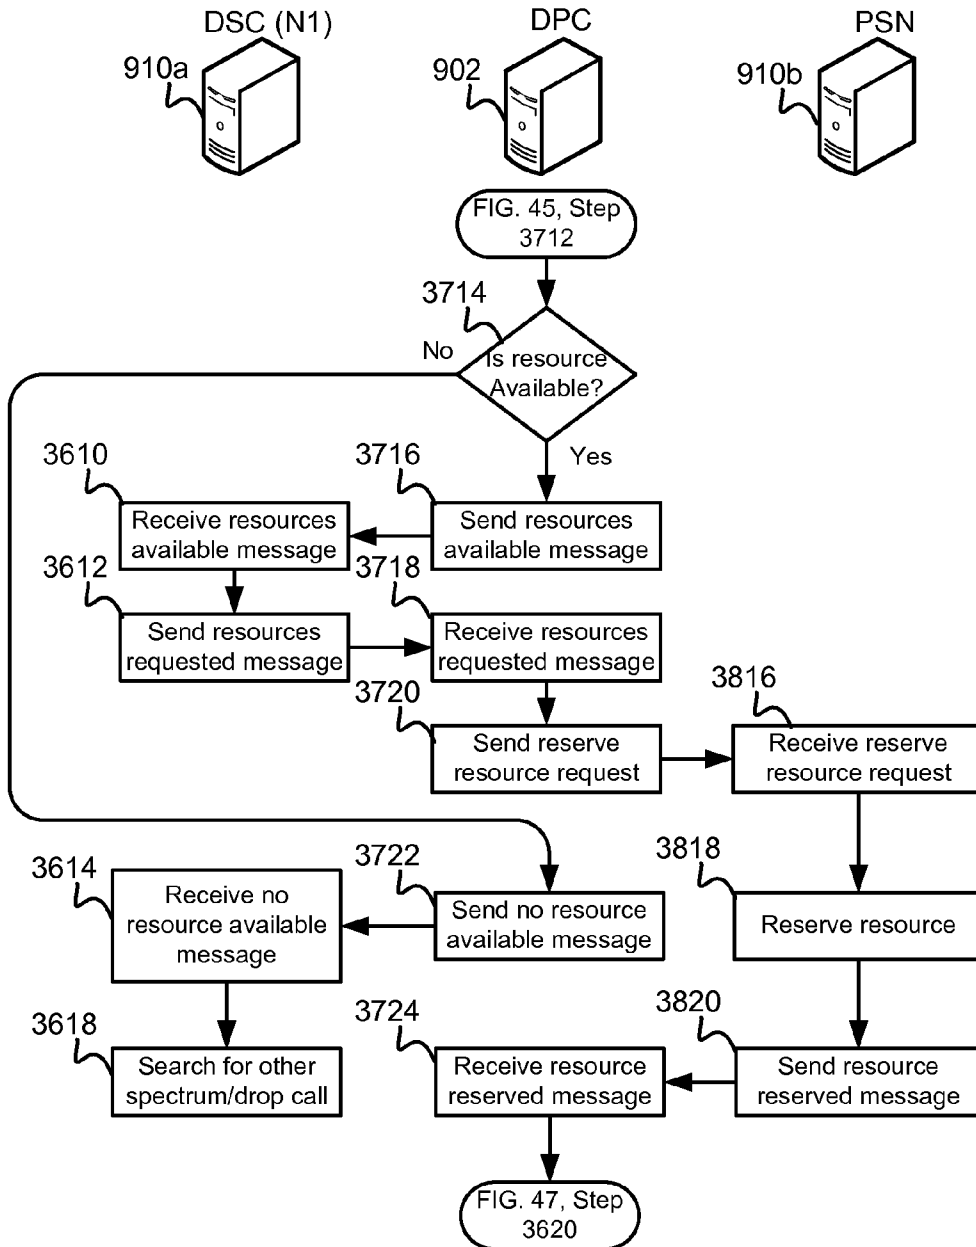 DSC (N1)
DPC
PSN
910a
902
910b
FIG. 45, Step
3712
3714
No
Is resource
Available?
Yes
3610
3716
Receive resources
available message
Send resources
available message
3612
3718
Send resources
requested message
Receive resources
requested message
3720
3816
Send reserve
resource request
Receive reserve
resource request
3614
3722
3818
Receive no
resource available
message
Send no resource
available message
Reserve resource
3618
3724
3820
Search for other
spectrum/drop call
Receive resource
reserved message
Send resource
reserved message
FIG. 47, Step
3620